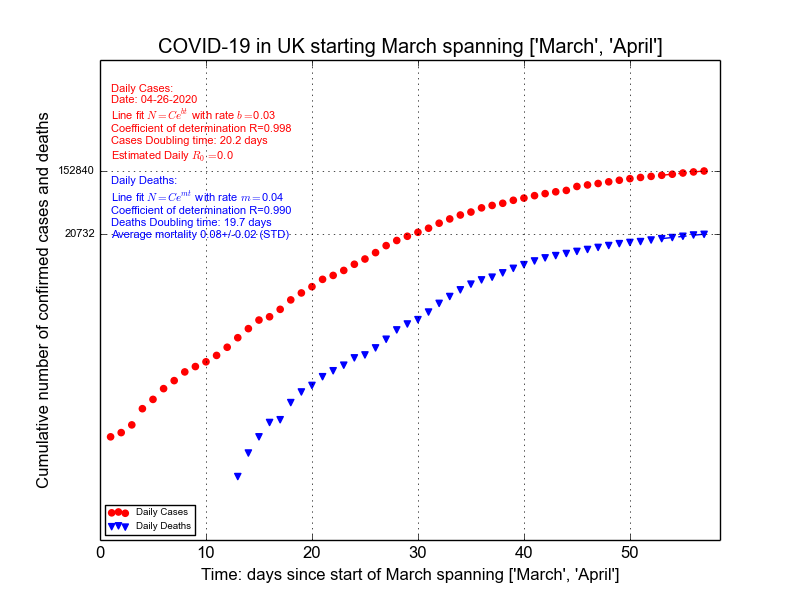 COVID-19 in UK starting March spanning ['March', 'April']
Daily Cases:
Date: 04-26-2020
Line fit N=Ce^{bt} with rate b=0.03
Coefficient of determination R=0.998
Cases Doubling time: 20.2 days
Estimated Daily R_0=0.0
Daily Deaths:
Line fit N=Ce^{mt} with rate m=0.04
Coefficient of determination R=0.990
Deaths Doubling time: 19.7 days
Average mortality 0.08+/-0.02 (STD)
152840
20732
Cumulative number of confirmed cases and deaths
Daily Cases
Daily Deaths
0 10 20 30 40 50
Time: days since start of March spanning ['March', 'April']